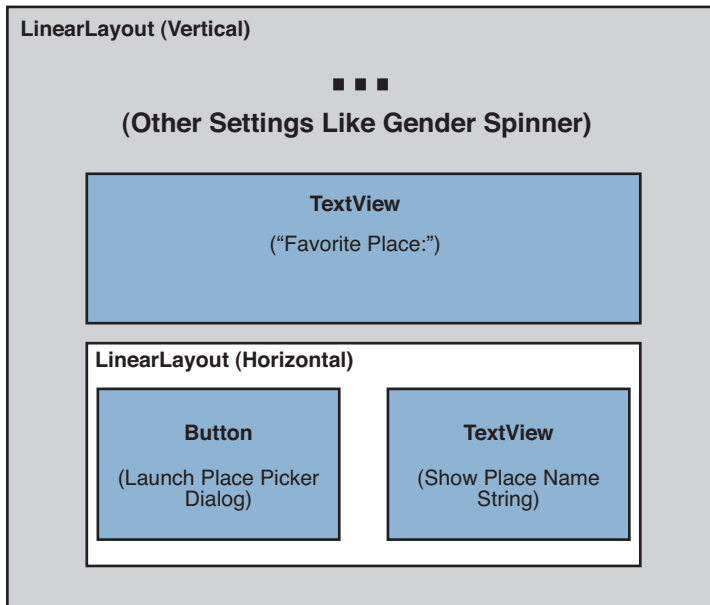 LinearLayout (Vertical)
...
(Other Settings Like Gender Spinner)
TextView
(“Favorite Place:”)
LinearLayout (Horizontal)
Button
(Launch Place Picker
Dialog)
TextView
(Show Place Name
String)